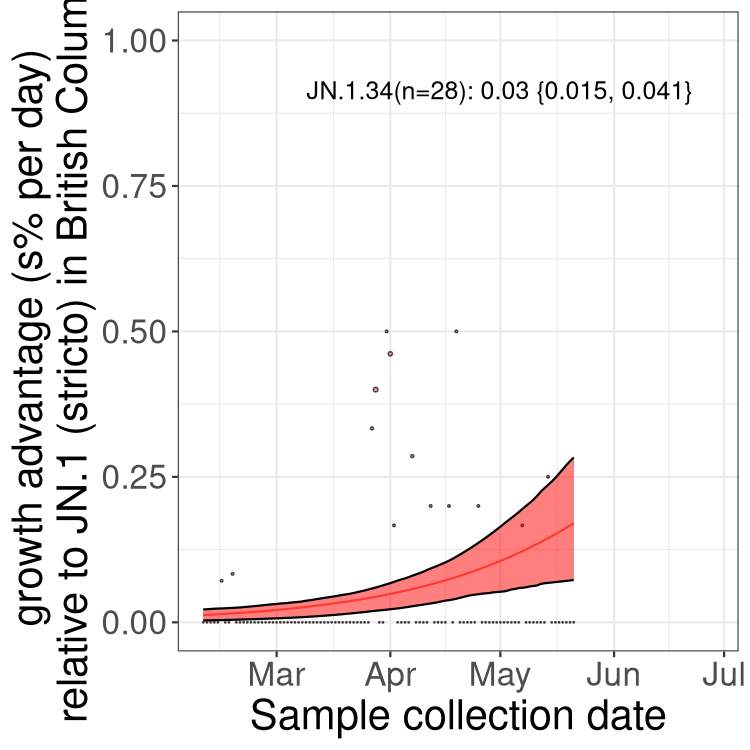 growth advantage (s% per day)
relative to JN.1 (stricto) in British Colum
1.00
JN.1.34(n=28): 0.03 {0.015, 0.041}
0.75
0.50
0.25
0.00
Mar Apr May Jun Jul
Sample collection date